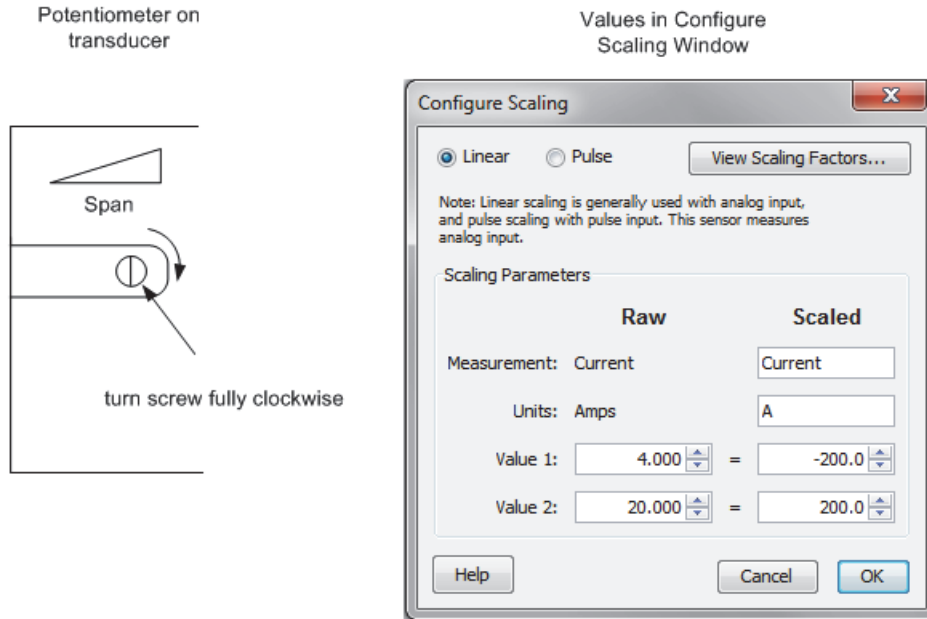 Potentiometer on
transducer
Span
turn screw fully clockwise
Values in Configure
Scaling Window
Configure Scaling
Linear
Pulse
View Scaling Factors...
Note: Linear scaling is generally used with analog input,
and pulse scaling with pulse input. This sensor measures
analog input.
Scaling Parameters
Raw Scaled
Measurement: Current Current
Units: Amps A
Value 1: 4.000 = -200.0
Value 2: 20.000 = 200.0
Help
Cancel
OK